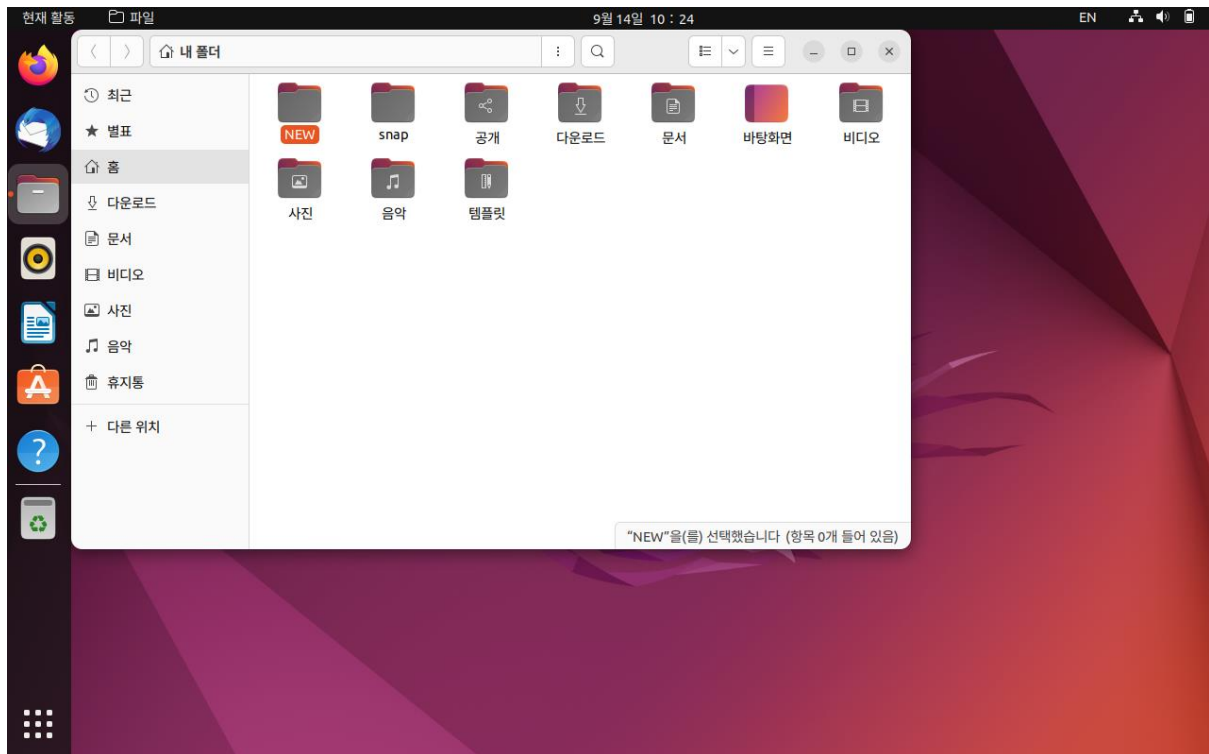 현재 활동 파일 9월 14일 10 : 24 EN
내 폴더
최근
별표
홈
다운로드
문서
비디오
사진
음악
휴지통
다른 위치
NEW snap 공개 다운로드 문서 바탕화면 비디오
사진 음악 템플릿
“NEW”을(를) 선택했습니다 (항목 0개 들어 있음)